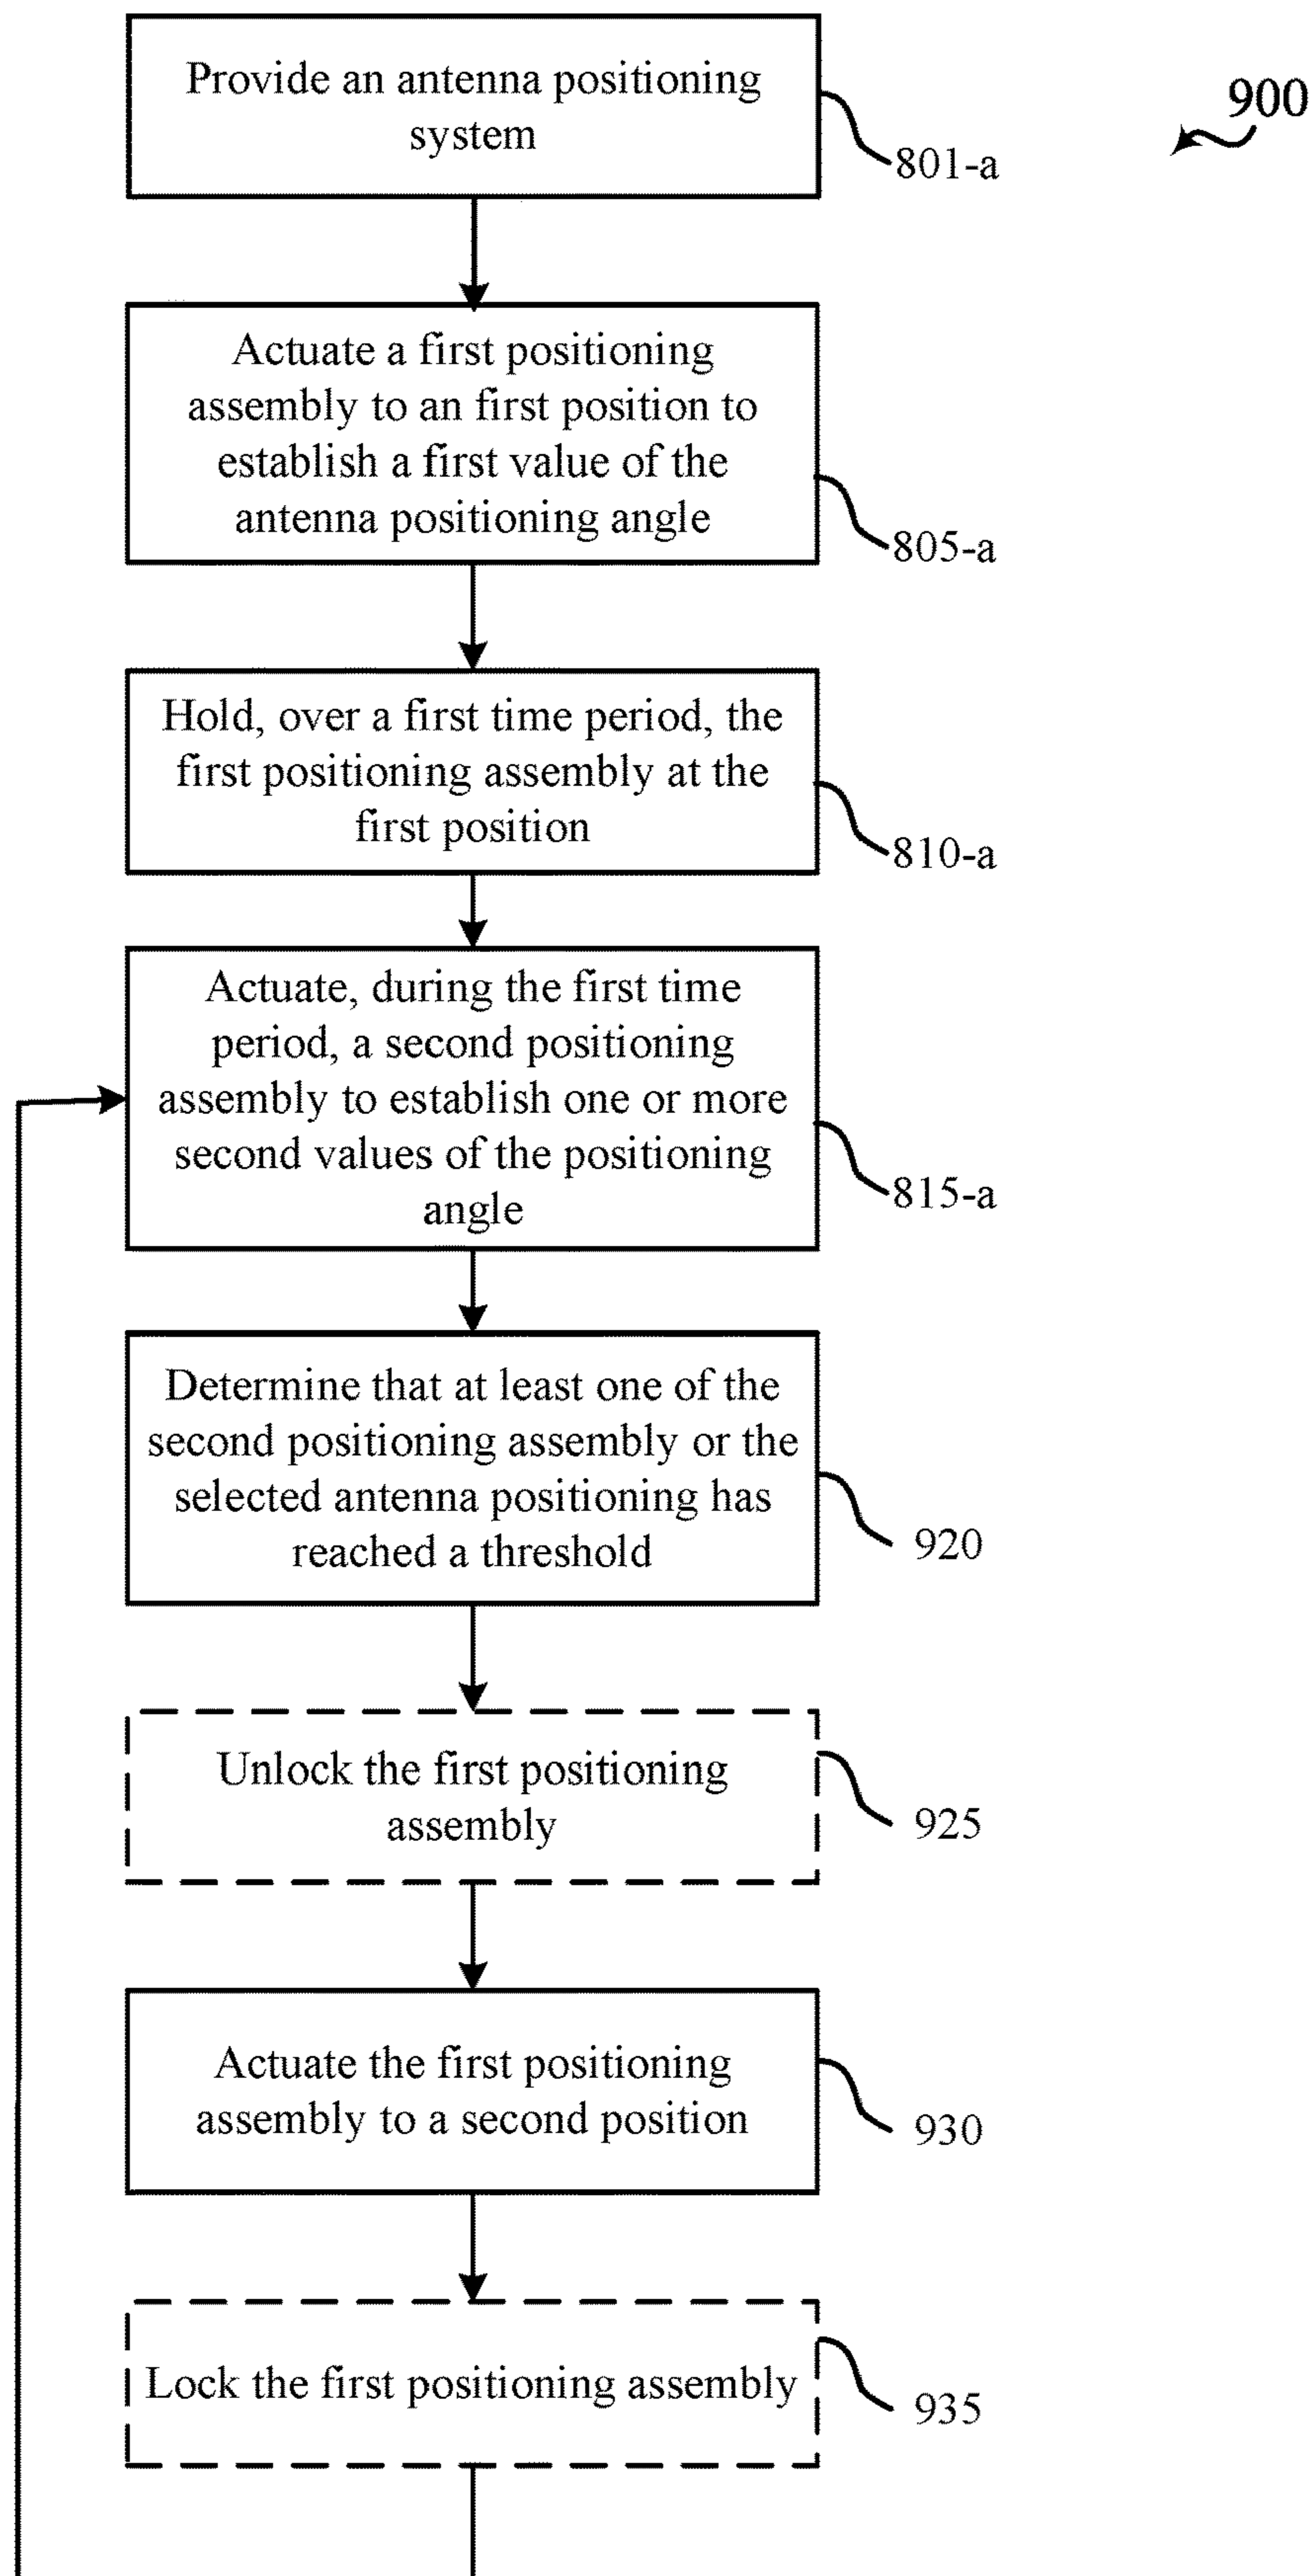 Provide an antenna positioning
system
900
801-a
Actuate a first positioning
assembly to an first position to
establish a first value of the
antenna positioning angle
805-a
Hold, over a first time period, the
first positioning assembly at the
first position
810-a
Actuate, during the first time
period, a second positioning
assembly to establish one or more
second values of the positioning
angle
815-a
Determine that at least one of the
second positioning assembly or the
selected antenna positioning has
reached a threshold
920
Unlock the first positioning
assembly
925
Actuate the first positioning
assembly to a second position
930
Lock the first positioning assembly
935